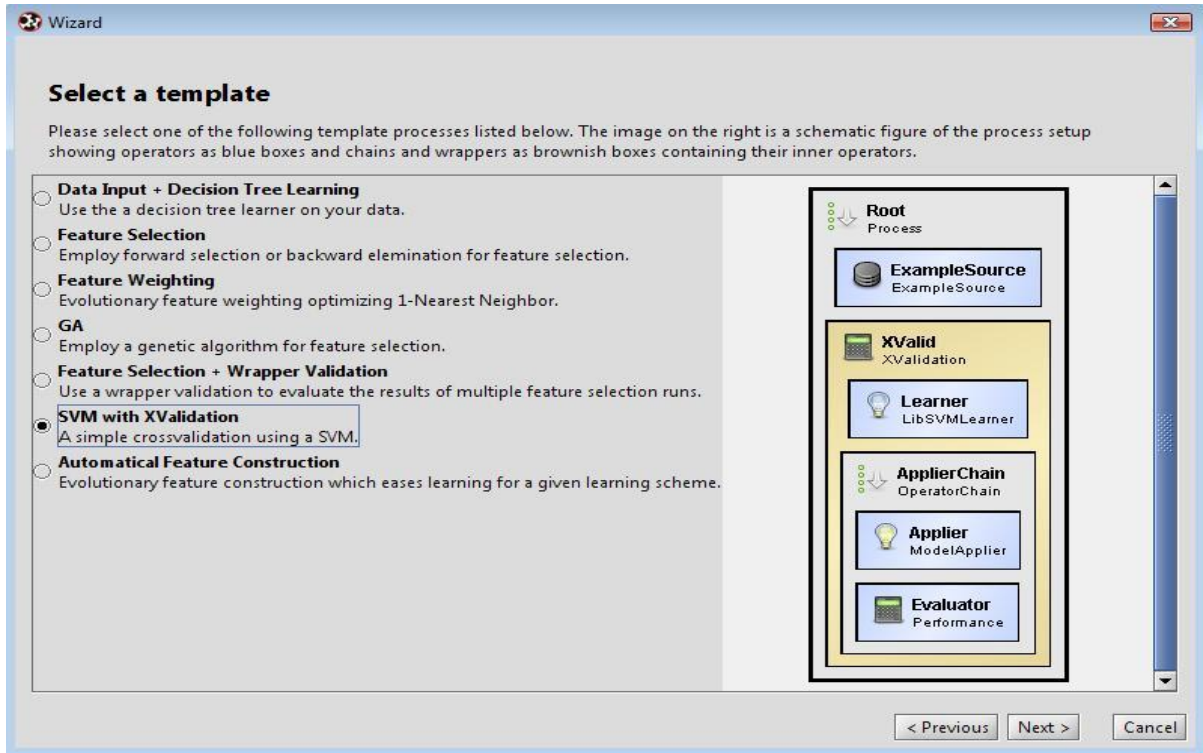 Wizard
Select a template
Please select one of the following template processes listed below. The image on the right is a schematic figure of the process setup
showing operators as blue boxes and chains and wrappers as brownish boxes containing their inner operators.
Data Input + Decision Tree Learning
Use the a decision tree learner on your data.
Feature Selection
Employ forward selection or backward elemination for feature selection.
Feature Weighting
Evolutionary feature weighting optimizing 1-Nearest Neighbor.
GA
Employ a genetic algorithm for feature selection.
Feature Selection + Wrapper Validation
Use a wrapper validation to evaluate the results of multiple feature selection runs.
SVM with XValidation
A simple crossvalidation using a SVM.
Automatical Feature Construction
Evolutionary feature construction which eases learning for a given learning scheme.
Root
Process
ExampleSource
ExampleSource
XValid
XValidation
Learner
LibSVMLearner
ApplierChain
OperatorChain
Applier
ModelApplier
Evaluator
Performance
< Previous
Next >
Cancel